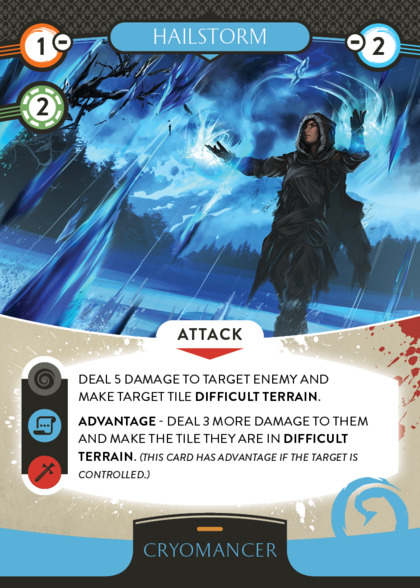 HAILSTORM
1 -
- 2
2
ATTACK
DEAL 5 DAMAGE TO TARGET ENEMY AND
MAKE TARGET TILE DIFFICULT TERRAIN.
ADVANTAGE - DEAL 3 MORE DAMAGE TO THEM
AND MAKE THE TILE THEY ARE IN DIFFICULT
TERRAIN. (THIS CARD HAS ADVANTAGE IF THE TARGET IS
CONTROLLED.)
CRYOMANCER